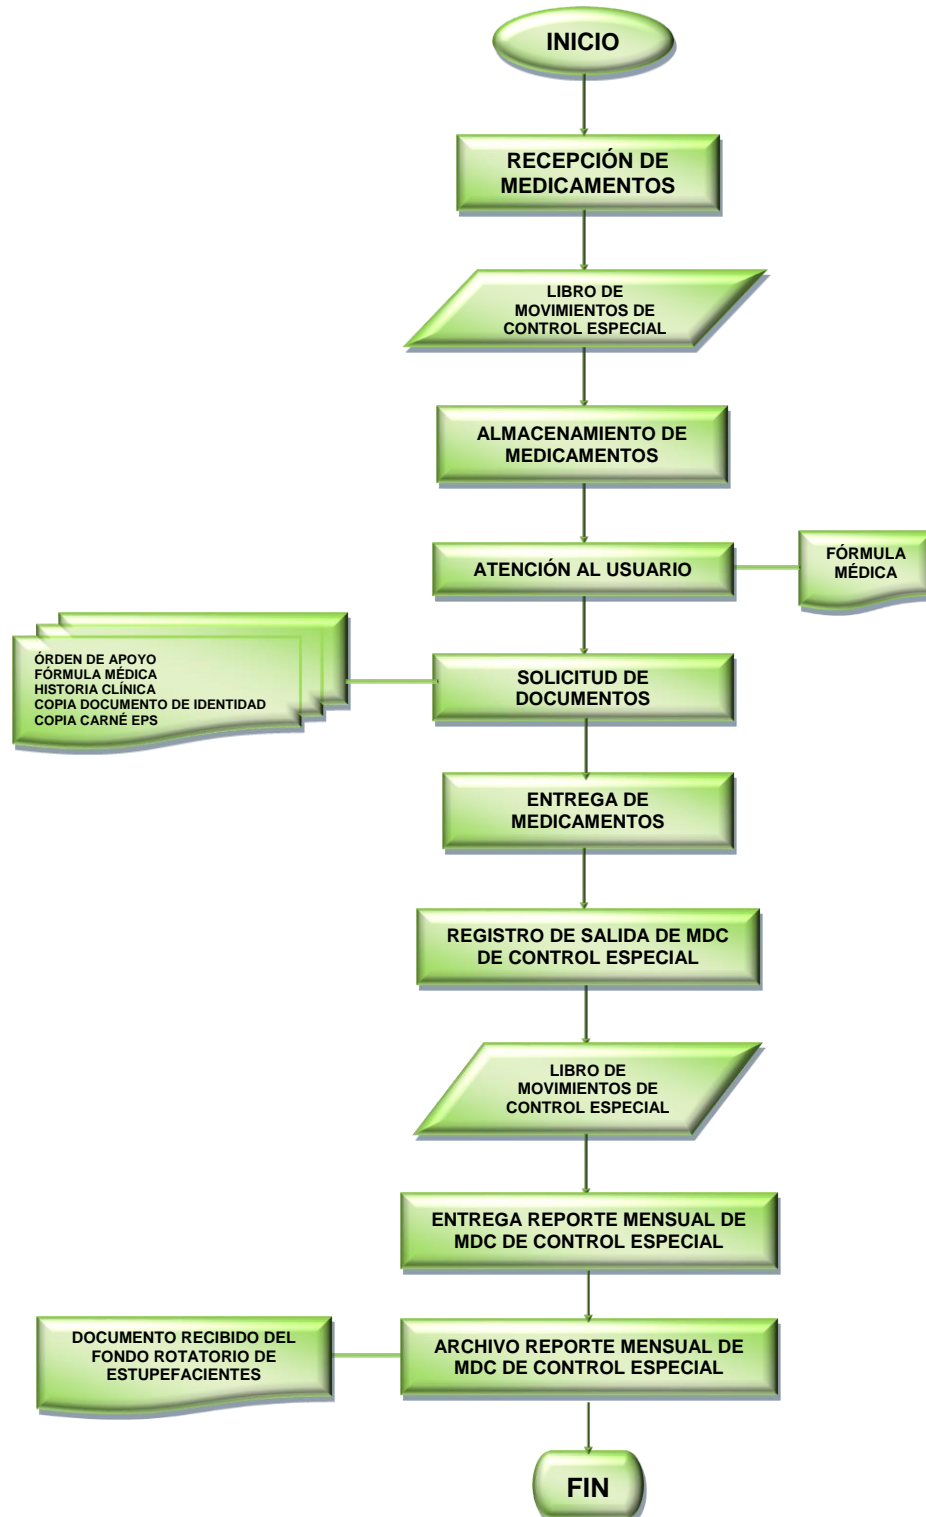 INICIO
RECEPCIÓN DE
MEDICAMENTOS
LIBRO DE
MOVIMIENTOS DE
CONTROL ESPECIAL
ALMACENAMIENTO DE
MEDICAMENTOS
ATENCIÓN AL USUARIO
FÓRMULA
MÉDICA
ÓRDEN DE APOYO
FÓRMULA MÉDICA
HISTORIA CLÍNICA
COPIA DOCUMENTO DE IDENTIDAD
COPIA CARNÉ EPS
SOLICITUD DE
DOCUMENTOS
ENTREGA DE
MEDICAMENTOS
REGISTRO DE SALIDA DE MDC
DE CONTROL ESPECIAL
LIBRO DE
MOVIMIENTOS DE
CONTROL ESPECIAL
ENTREGA REPORTE MENSUAL DE
MDC DE CONTROL ESPECIAL
DOCUMENTO RECIBIDO DEL
FONDO ROTATORIO DE
ESTUPEFACIENTES
ARCHIVO REPORTE MENSUAL DE
MDC DE CONTROL ESPECIAL
FIN